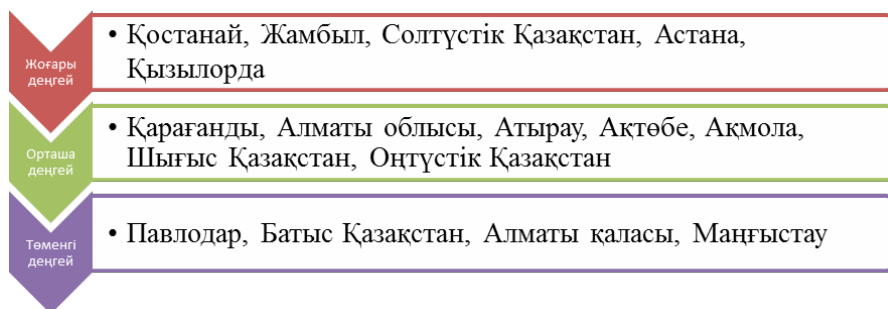 Жоғары
деңгей
• Қостанай, Жамбыл, Солтүстік Қазақстан, Астана,
Қызылорда
Орташа
деңгей
• Қарағанды, Алматы облысы, Атырау, Ақтөбе, Ақмола,
Шығыс Қазақстан, Оңтүстік Қазақстан
Төменгі
деңгей
• Павлодар, Батыс Қазақстан, Алматы қаласы, Маңғыстау